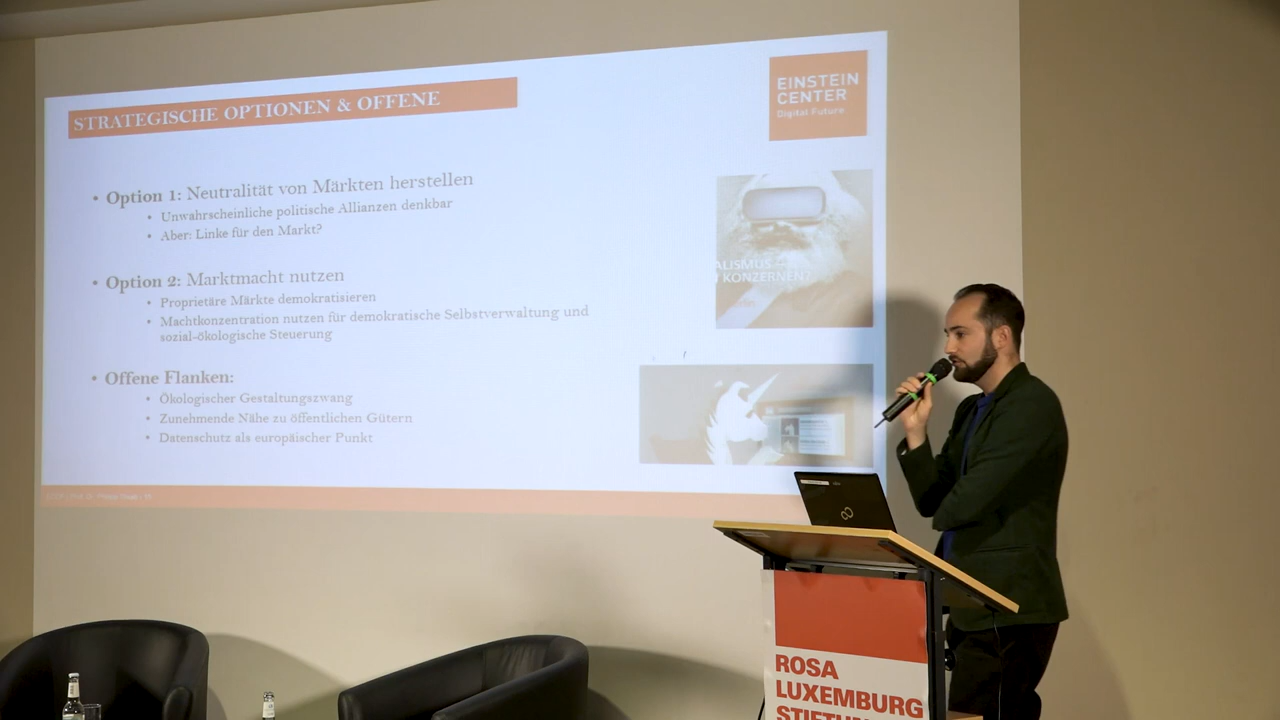 STRATEGISCHE OPTIONEN & OFFENE
EINSTEIN
CENTER
Digital Future
• Option 1: Neutralität von Märkten herstellen
• Unwahrscheinliche politische Allianzen denkbar
• Aber: Linke für den Markt?
ALISMUS
KONZERNEN?
• Option 2: Marktmacht nutzen
• Proprietäre Märkte demokratisieren
• Machtkonzentration nutzen für demokratische Selbstverwaltung und
sozial-ökologische Steuerung
• Offene Flanken:
• Ökologischer Gestaltungszwang
• Zunehmende Nähe zu öffentlichen Gütern
• Datenschutz als europäischer Punkt
ROSA
LUXEMBURG
STIFTUNG